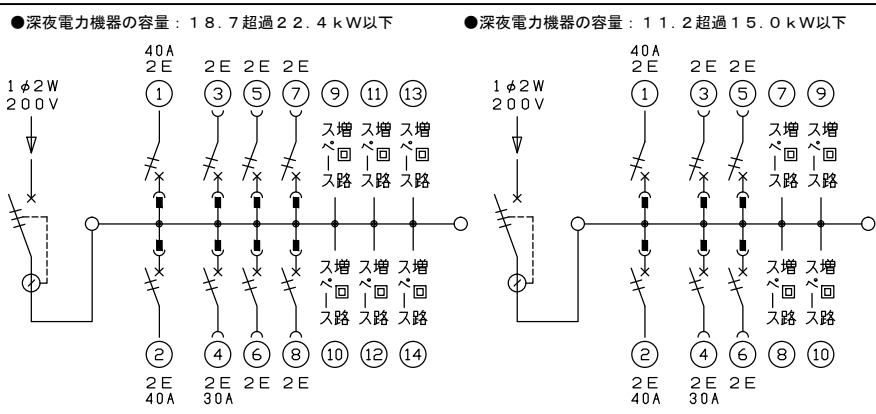 ●深夜電力機器の容量：18.7超過22.4kW以下
40A
2E 2E 2E 2E
1φ2W
200V
① ③ ⑤ ⑦ ⑨ ⑪ ⑬
増回路スペース 増回路スペース 増回路スペース
増回路スペース 増回路スペース 増回路スペース
② ④ ⑥ ⑧ ⑩ ⑫ ⑭
2E 2E 2E 2E
40A 30A
●深夜電力機器の容量：11.2超過15.0kW以下
40A
2E 2E 2E
1φ2W
200V
① ③ ⑤ ⑦ ⑨
増回路スペース 増回路スペース
増回路スペース 増回路スペース
② ④ ⑥ ⑧ ⑩
2E 2E 2E
40A 30A